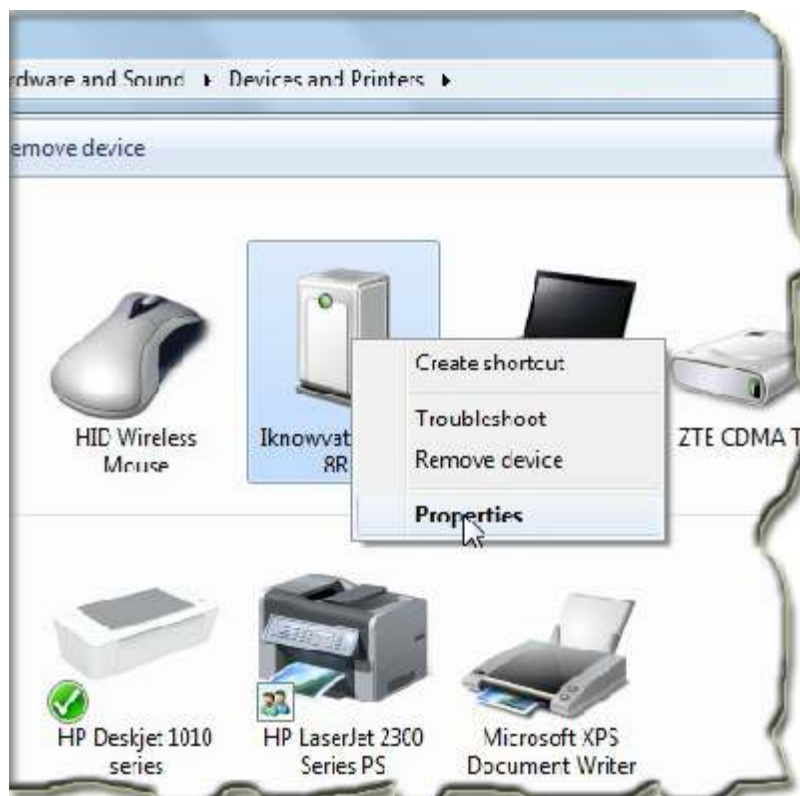 rdware and Sound ▸ Devices and Printers ▸
emove device
HID Wireless
Mouse
Iknowvat
8R
Create shortcut
Troubleshoot
Remove device
Properties
ZTE CDMA T
HP Deskjet 1010
series
HP LaserJet 2300
Series PS
Microsoft XPS
Document Writer